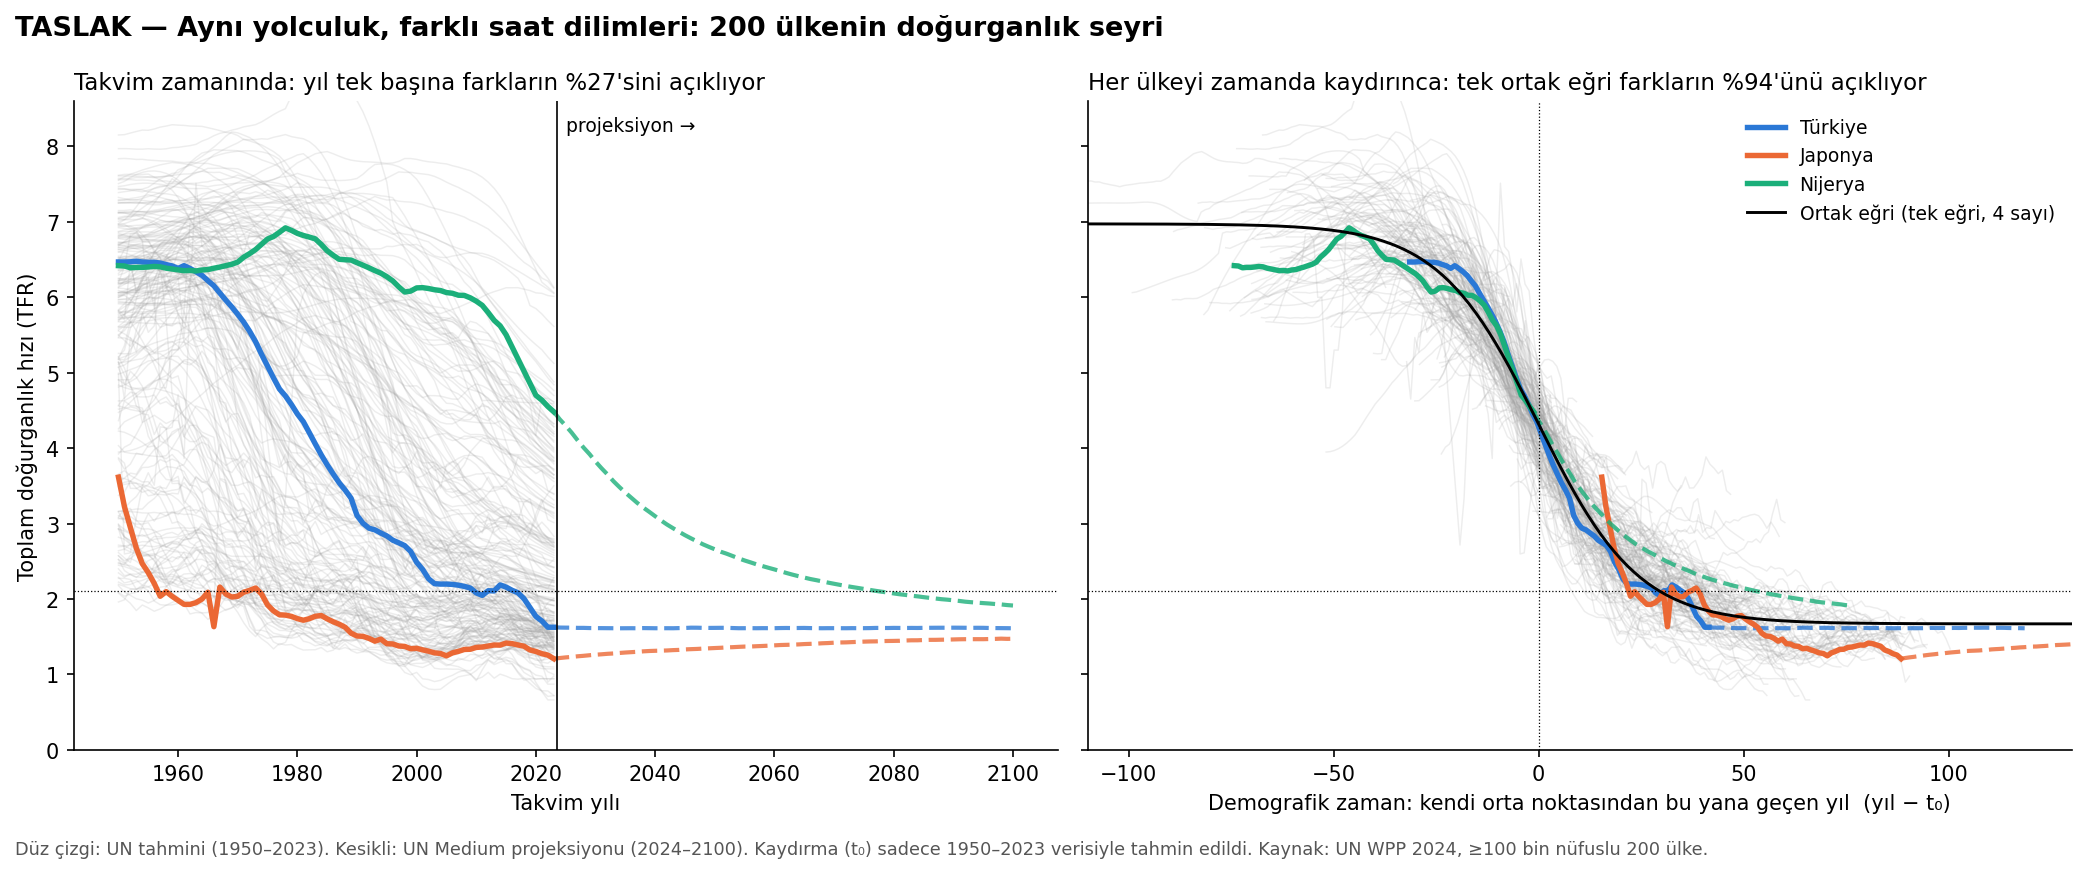 TASLAK — Aynı yolculuk, farklı saat dilimleri: 200 ülkenin doğurganlık seyri
Takvim zamanında: yıl tek başına farkların %27'sini açıklıyor
projeksiyon →
Toplam doğurganlık hızı (TFR)
8
7
6
5
4
3
2
1
0
1960 1980 2000 2020 2040 2060 2080 2100
Takvim yılı
Her ülkeyi zamanda kaydırınca: tek ortak eğri farkların %94'ünü açıklıyor
Türkiye
Japonya
Nijerya
Ortak eğri (tek eğri, 4 sayı)
−100 −50 0 50 100
Demografik zaman: kendi orta noktasından bu yana geçen yıl (yıl − t₀)
Düz çizgi: UN tahmini (1950–2023). Kesikli: UN Medium projeksiyonu (2024–2100). Kaydırma (t₀) sadece 1950–2023 verisiyle tahmin edildi. Kaynak: UN WPP 2024, ≥100 bin nüfuslu 200 ülke.